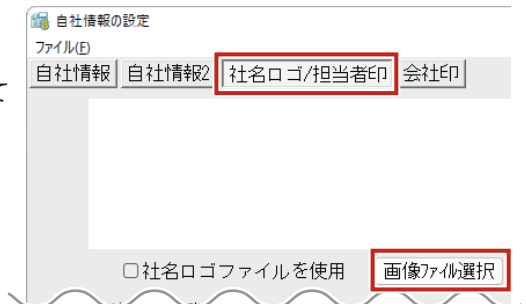 自社情報の設定
ファイル(F)
自社情報 自社情報2 社名ロゴ/担当者印 会社印
て
□社名ロゴファイルを使用 画像ファイル選択